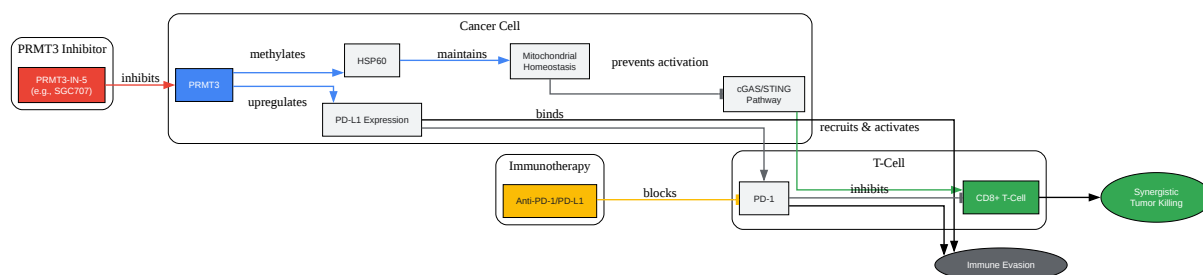 Cancer Cell
PRMT3 Inhibitor
PRMT3-IN-5
(e.g., SGC707)
inhibits
PRMT3
methylates
upregulates
HSP60
maintains
Mitochondrial
Homeostasis
prevents activation
cGAS/STING
Pathway
PD-L1 Expression
binds
recruits & activates
Immunotherapy
Anti-PD-1/PD-L1
blocks
T-Cell
PD-1
inhibits
CD8+ T-Cell
Synergistic
Tumor Killing
Immune Evasion